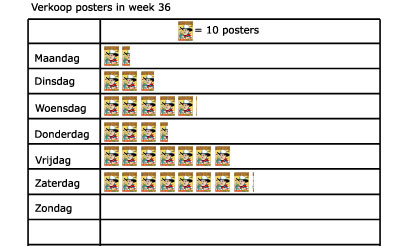 Verkoop posters in week 36
= 10 posters
Maandag
Dinsdag
Woensdag
Donderdag
Vrijdag
Zaterdag
Zondag